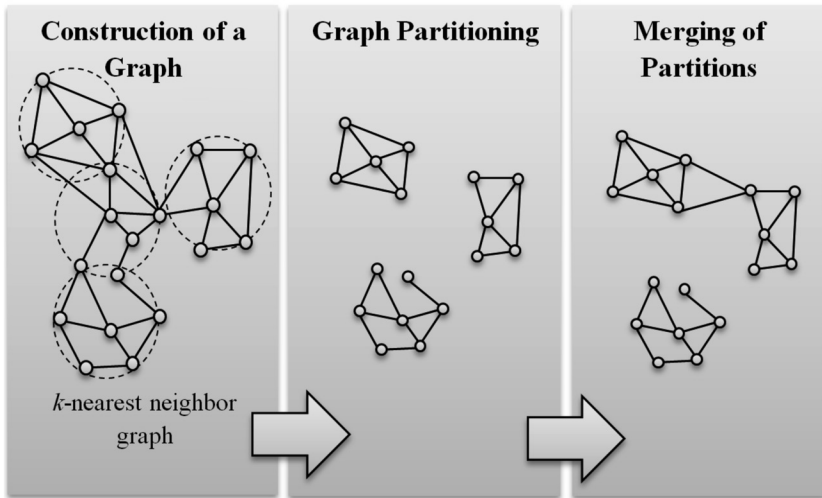 Construction of a
Graph
k-nearest neighbor
graph
Graph Partitioning
Merging of
Partitions